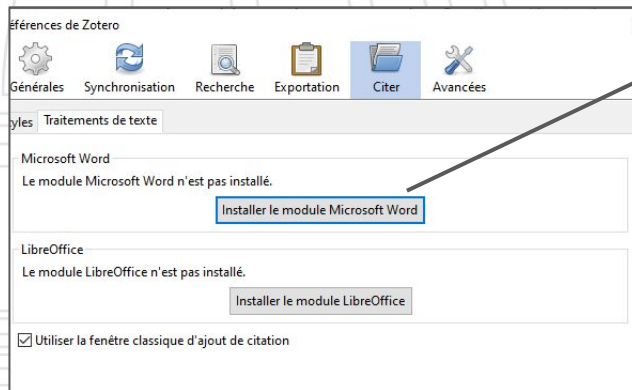 éférences de Zotero
Générales Synchronisation Recherche Exportation Citer Avancées
yles Traitements de texte
Microsoft Word
Le module Microsoft Word n'est pas installé.
Installer le module Microsoft Word
LibreOffice
Le module LibreOffice n'est pas installé.
Installer le module LibreOffice
Utiliser la fenêtre classique d'ajout de citation